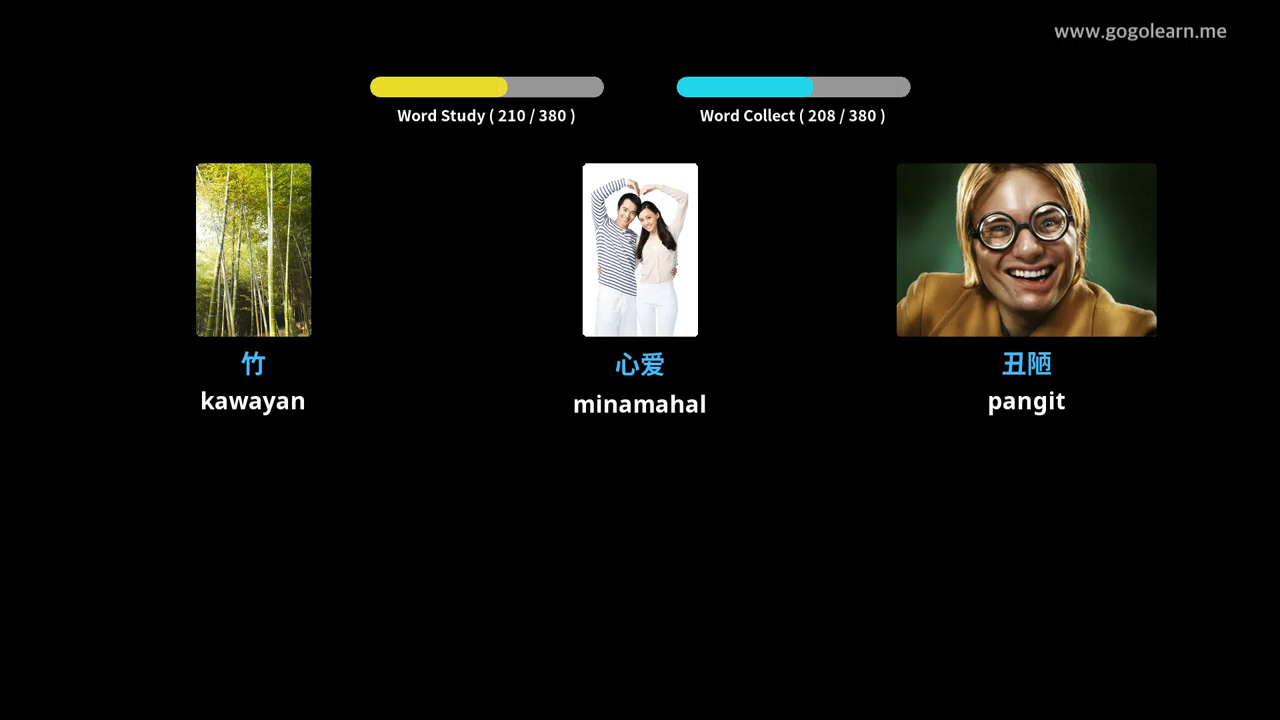 www.gogolearn.me
Word Study ( 210 / 380 )
Word Collect ( 208 / 380 )
竹
心爱
丑陋
kawayan
minamahal
pangit